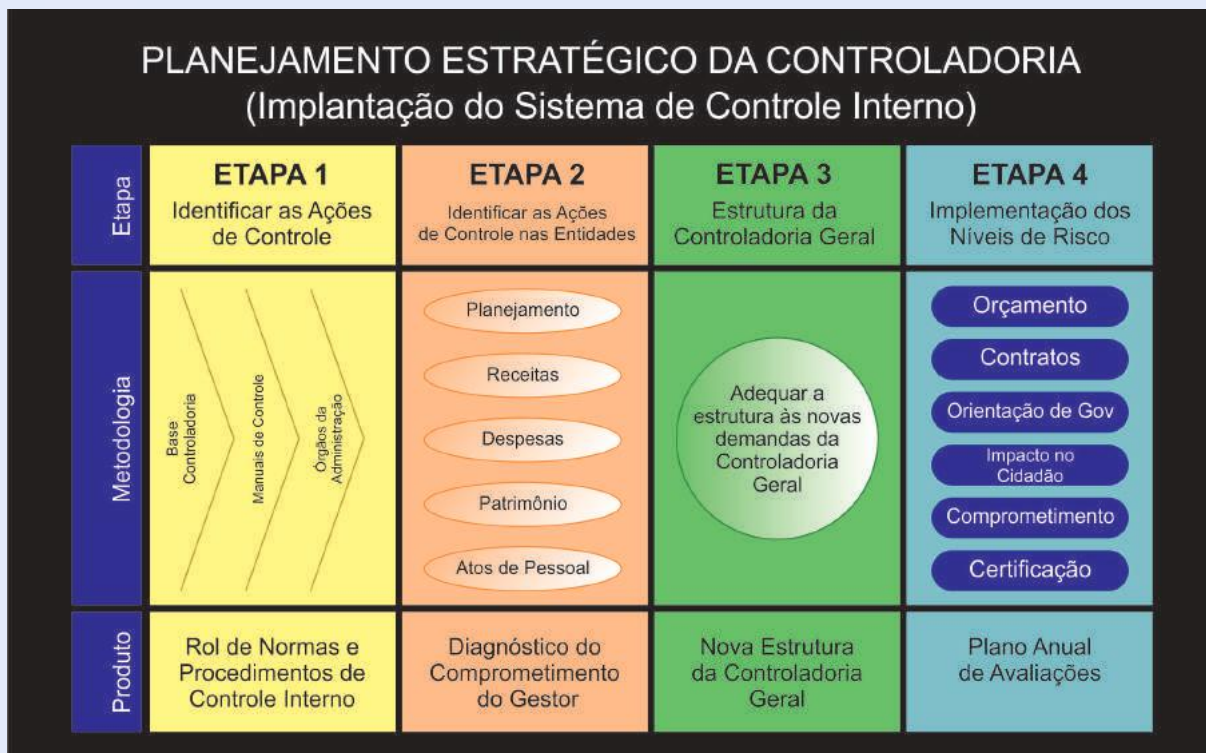 PLANEJAMENTO ESTRATÉGICO DA CONTROLADORIA
(Implantação do Sistema de Controle Interno)
Etapa
ETAPA 1
Identificar as Ações
de Controle
ETAPA 2
Identificar as Ações
de Controle nas Entidades
ETAPA 3
Estrutura da
Controladoria Geral
ETAPA 4
Implementação dos
Níveis de Risco
Metodologia
Base
Controladoria
Manuais de Controle
Órgãos da
Administração
Planejamento
Receitas
Despesas
Patrimônio
Atos de Pessoal
Adequar a
estrutura às novas
demandas da
Controladoria
Geral
Orçamento
Contratos
Orientação de Gov
Impacto no
Cidadão
Comprometimento
Certificação
Produto
Rol de Normas e
Procedimentos de
Controle Interno
Diagnóstico do
Comprometimento
do Gestor
Nova Estrutura
da Controladoria
Geral
Plano Anual
de Avaliações